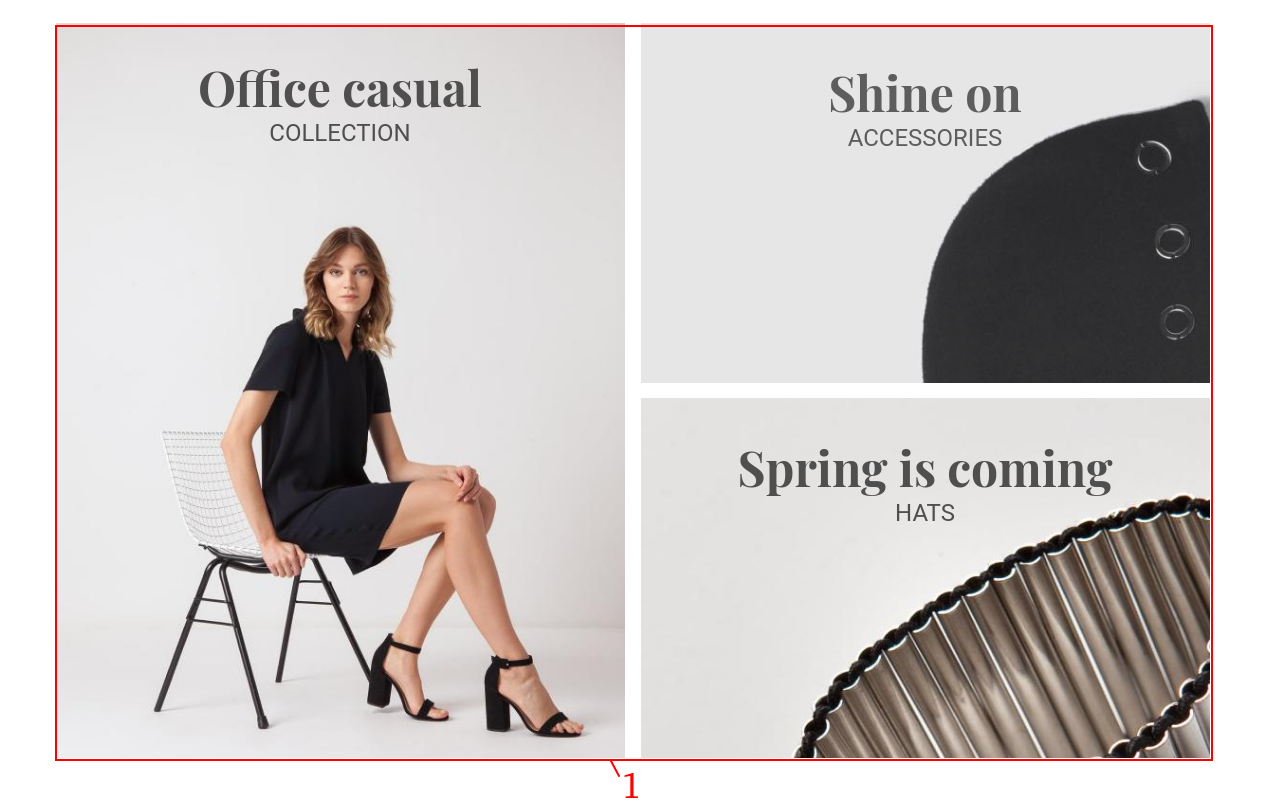 Office casual
COLLECTION
Shine on
ACCESSORIES
Spring is coming
HATS
1